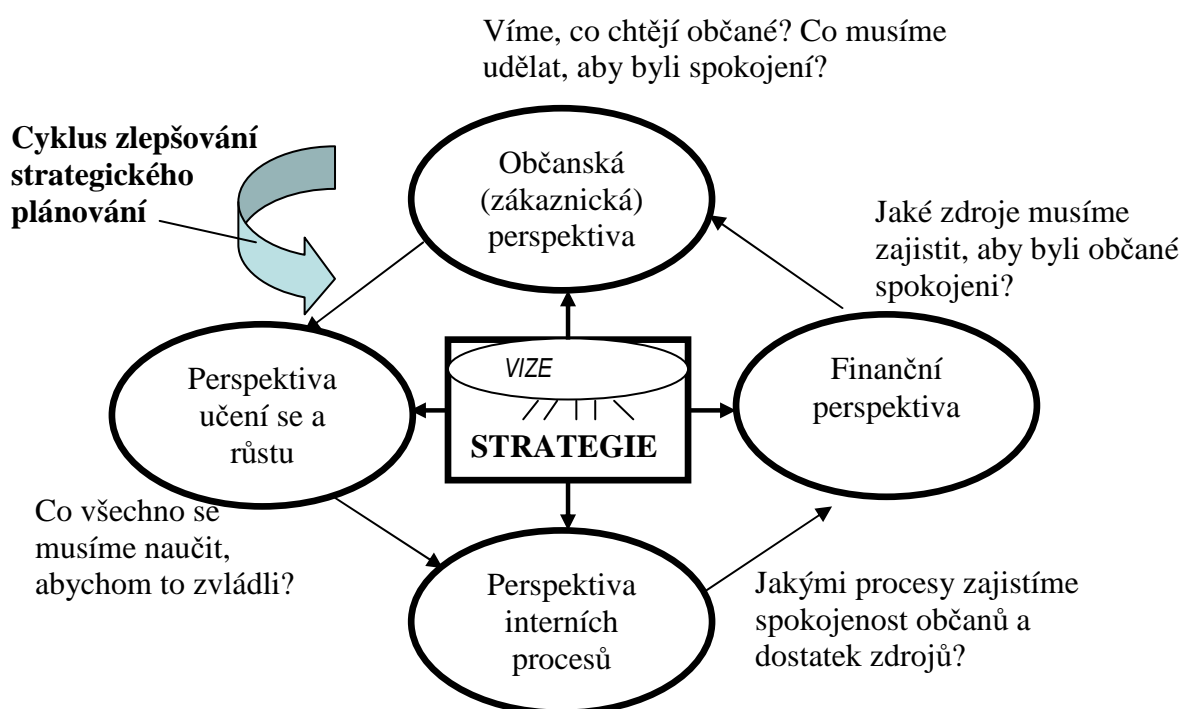 Víme, co chtějí občané? Co musíme
udělat, aby byli spokojení?
Cyklus zlepšování
strategického
plánování
Občanská
(zákaznická)
perspektiva
Jaké zdroje musíme
zajistit, aby byli občané
spokojeni?
Perspektiva
učení se a
růstu
VIZE
STRATEGIE
Finanční
perspektiva
Co všechno se
musíme naučit,
abychom to zvládli?
Perspektiva
interních
procesů
Jakými procesy zajistíme
spokojenost občanů a
dostatek zdrojů?